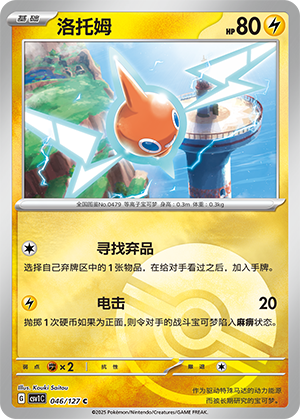 基础
洛托姆
HP 80
全国图鉴No.0479 等离子宝可梦 身高：0.3m 体重：0.3kg
寻找弃品
选择自己弃牌区中的1张物品，在给对手看过之后，加入手牌。
电击 20
抛掷1次硬币如果为正面，则令对手的战斗宝可梦陷入麻痹状态。
弱点 ×2 抗性 撤退
Illus. Kouki Saitou
G CSV1C 046/127 C
作为驱动特殊马达的动力源
而被长期研究的宝可梦。
©2025 Pokémon/Nintendo/Creatures/GAME FREAK.